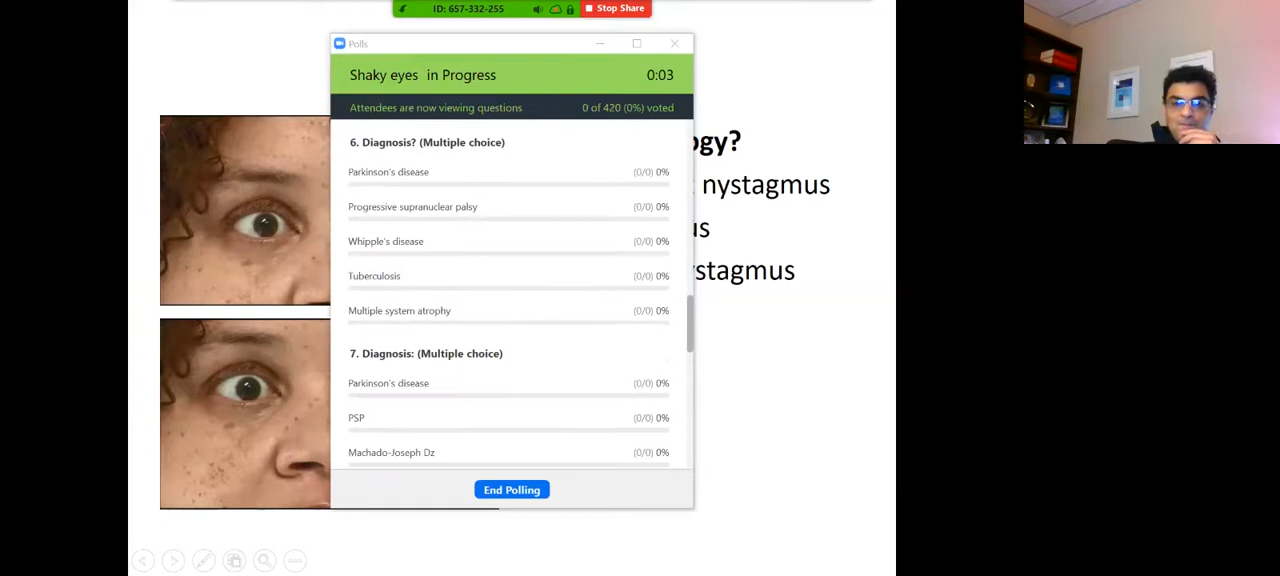 ID: 657-332-255
Stop Share
Polls
Shaky eyes in Progress
0:03
Attendees are now viewing questions
0 of 420 (0%) voted
6. Diagnosis? (Multiple choice)
Parkinson's disease
(0/0) 0%
Progressive supranuclear palsy
(0/0) 0%
Whipple's disease
(0/0) 0%
Tuberculosis
(0/0) 0%
Multiple system atrophy
(0/0) 0%
7. Diagnosis: (Multiple choice)
Parkinson's disease
(0/0) 0%
PSP
(0/0) 0%
Machado-Joseph Dz
(0/0) 0%
End Polling
ogy?
nystagmus
us
stagmus